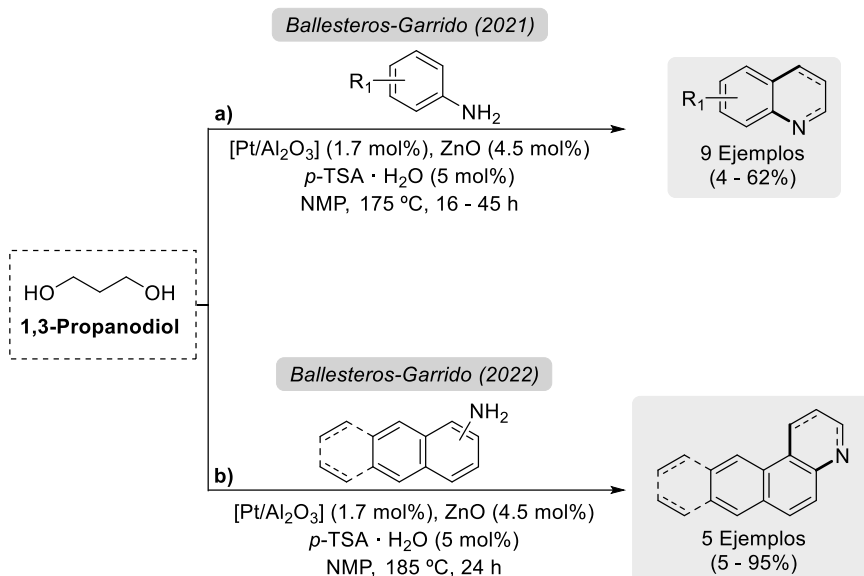 Ballesteros-Garrido (2021)
R₁
NH₂
a)
[Pt/Al₂O₃] (1.7 mol%), ZnO (4.5 mol%)
p-TSA · H₂O (5 mol%)
NMP, 175 ºC, 16 - 45 h
R₁
N
9 Ejemplos
(4 - 62%)
HO
OH
1,3-Propanodiol
Ballesteros-Garrido (2022)
NH₂
b)
[Pt/Al₂O₃] (1.7 mol%), ZnO (4.5 mol%)
p-TSA · H₂O (5 mol%)
NMP, 185 ºC, 24 h
N
5 Ejemplos
(5 - 95%)